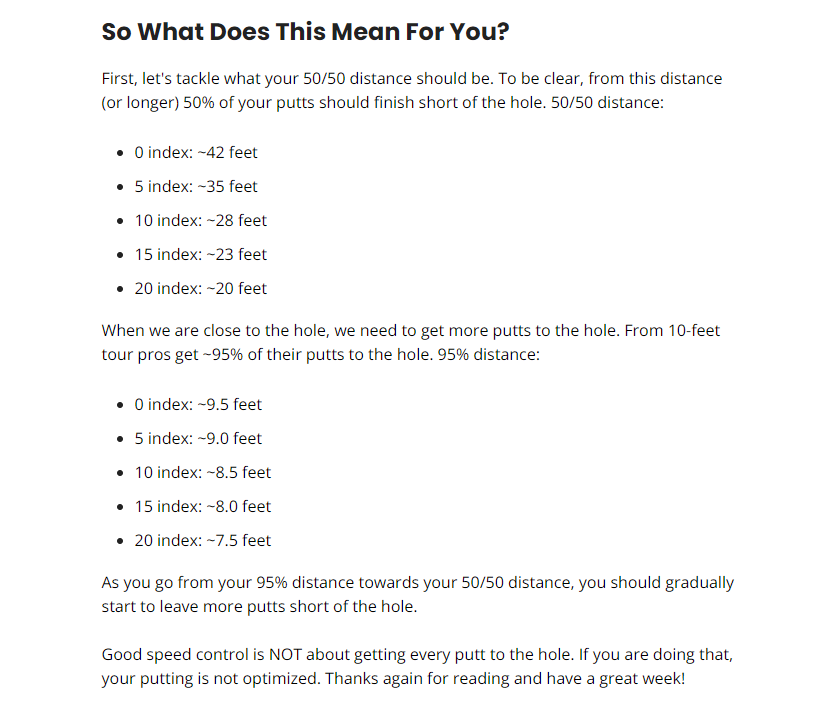 So What Does This Mean For You?
First, let's tackle what your 50/50 distance should be. To be clear, from this distance
(or longer) 50% of your putts should finish short of the hole. 50/50 distance:
• 0 index: ~42 feet
• 5 index: ~35 feet
• 10 index: ~28 feet
• 15 index: ~23 feet
• 20 index: ~20 feet
When we are close to the hole, we need to get more putts to the hole. From 10-feet
tour pros get ~95% of their putts to the hole. 95% distance:
• 0 index: ~9.5 feet
• 5 index: ~9.0 feet
• 10 index: ~8.5 feet
• 15 index: ~8.0 feet
• 20 index: ~7.5 feet
As you go from your 95% distance towards your 50/50 distance, you should gradually
start to leave more putts short of the hole.
Good speed control is NOT about getting every putt to the hole. If you are doing that,
your putting is not optimized. Thanks again for reading and have a great week!